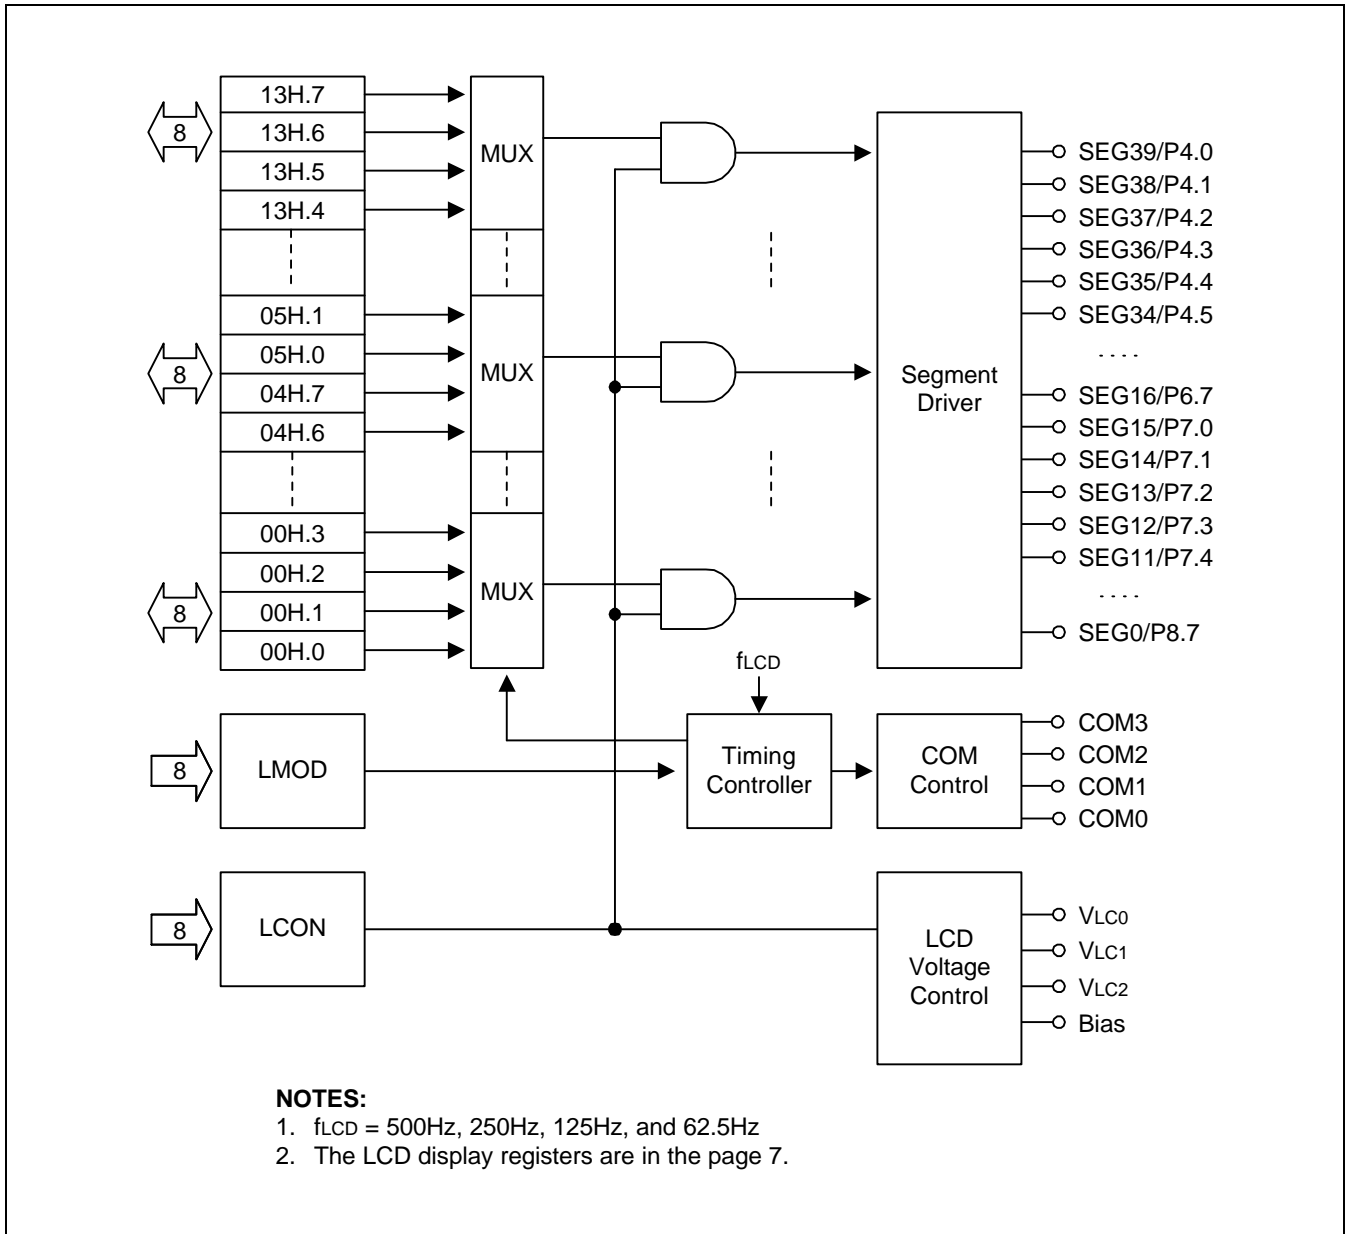 8
13H.7
13H.6
13H.5
13H.4
MUX
8
05H.1
05H.0
04H.7
04H.6
MUX
8
00H.3
00H.2
00H.1
00H.0
MUX
Segment
Driver
SEG39/P4.0
SEG38/P4.1
SEG37/P4.2
SEG36/P4.3
SEG35/P4.4
SEG34/P4.5
SEG16/P6.7
SEG15/P7.0
SEG14/P7.1
SEG13/P7.2
SEG12/P7.3
SEG11/P7.4
SEG0/P8.7
fLCD
8
LMOD
Timing
Controller
COM
Control
COM3
COM2
COM1
COM0
8
LCON
LCD
Voltage
Control
VLC0
VLC1
VLC2
Bias
NOTES:
1. fLCD = 500Hz, 250Hz, 125Hz, and 62.5Hz
2. The LCD display registers are in the page 7.